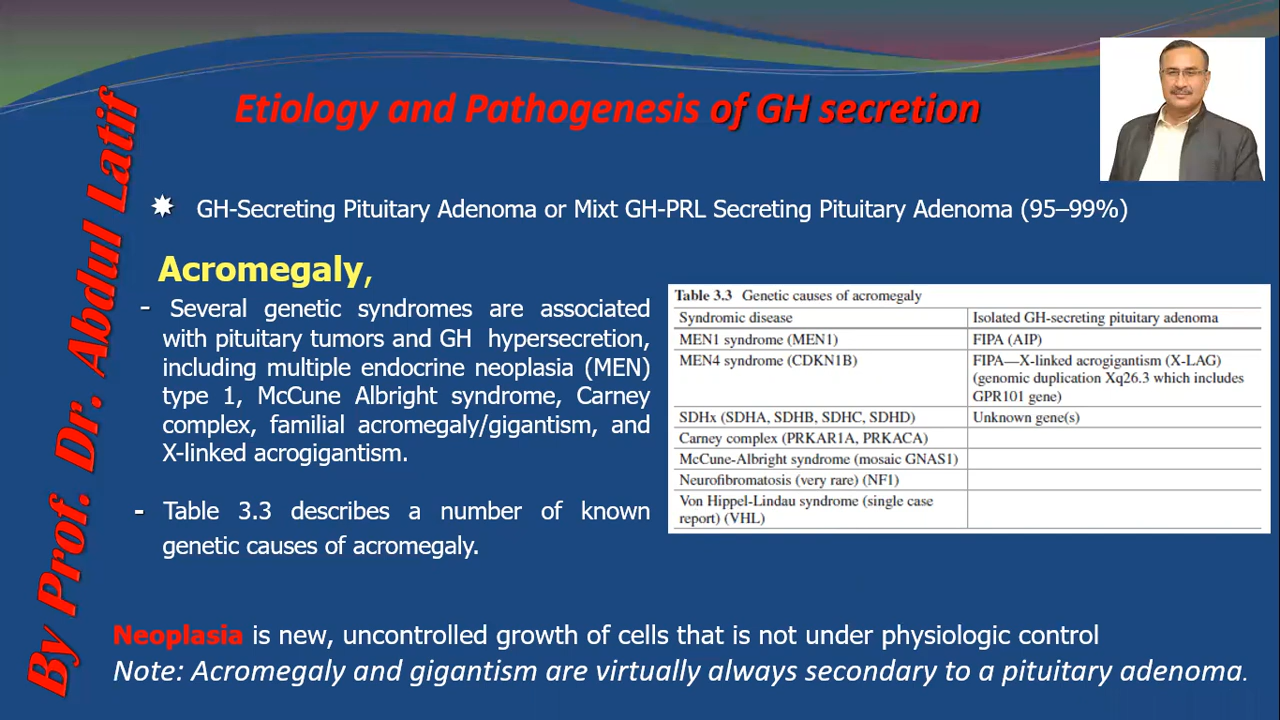 Etiology and Pathogenesis of GH secretion
By Prof. Dr. Abdul Latif
GH-Secreting Pituitary Adenoma or Mixt GH-PRL Secreting Pituitary Adenoma (95–99%)
Acromegaly,
- Several genetic syndromes are associated
with pituitary tumors and GH hypersecretion,
including multiple endocrine neoplasia (MEN)
type 1, McCune Albright syndrome, Carney
complex, familial acromegaly/gigantism, and
X-linked acrogigantism.
- Table 3.3 describes a number of known
genetic causes of acromegaly.
Table 3.3 Genetic causes of acromegaly
Syndromic disease Isolated GH-secreting pituitary adenoma
MEN1 syndrome (MEN1) FIPA (AIP)
MEN4 syndrome (CDKN1B) FIPA—X-linked acrogigantism (X-LAG)
(genomic duplication Xq26.3 which includes
GPR101 gene)
SDHx (SDHA, SDHB, SDHC, SDHD) Unknown gene(s)
Carney complex (PRKAR1A, PRKACA)
McCune-Albright syndrome (mosaic GNAS1)
Neurofibromatosis (very rare) (NF1)
Von Hippel-Lindau syndrome (single case
report) (VHL)
Neoplasia is new, uncontrolled growth of cells that is not under physiologic control
Note: Acromegaly and gigantism are virtually always secondary to a pituitary adenoma.